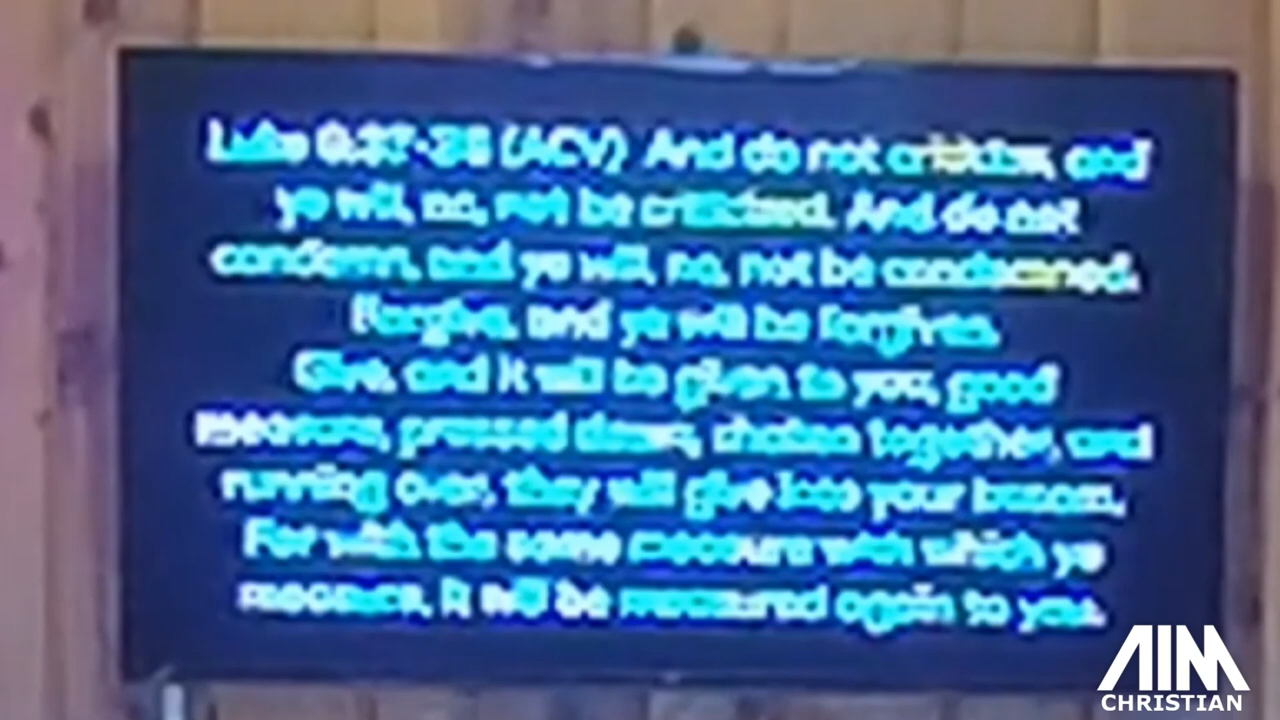 Luke 6:37-38 (ACV) And do not criticize, and
ye will, no, not be criticized. And do not
condemn, and ye will, no, not be condemned.
Forgive, and ye will be forgiven.
Give, and it will be given to you, good
measure, pressed down, shaken together, and
running over, they will give into your bosom.
For with the same measure with which ye
measure, it will be measured again to you.
AIM
CHRISTIAN